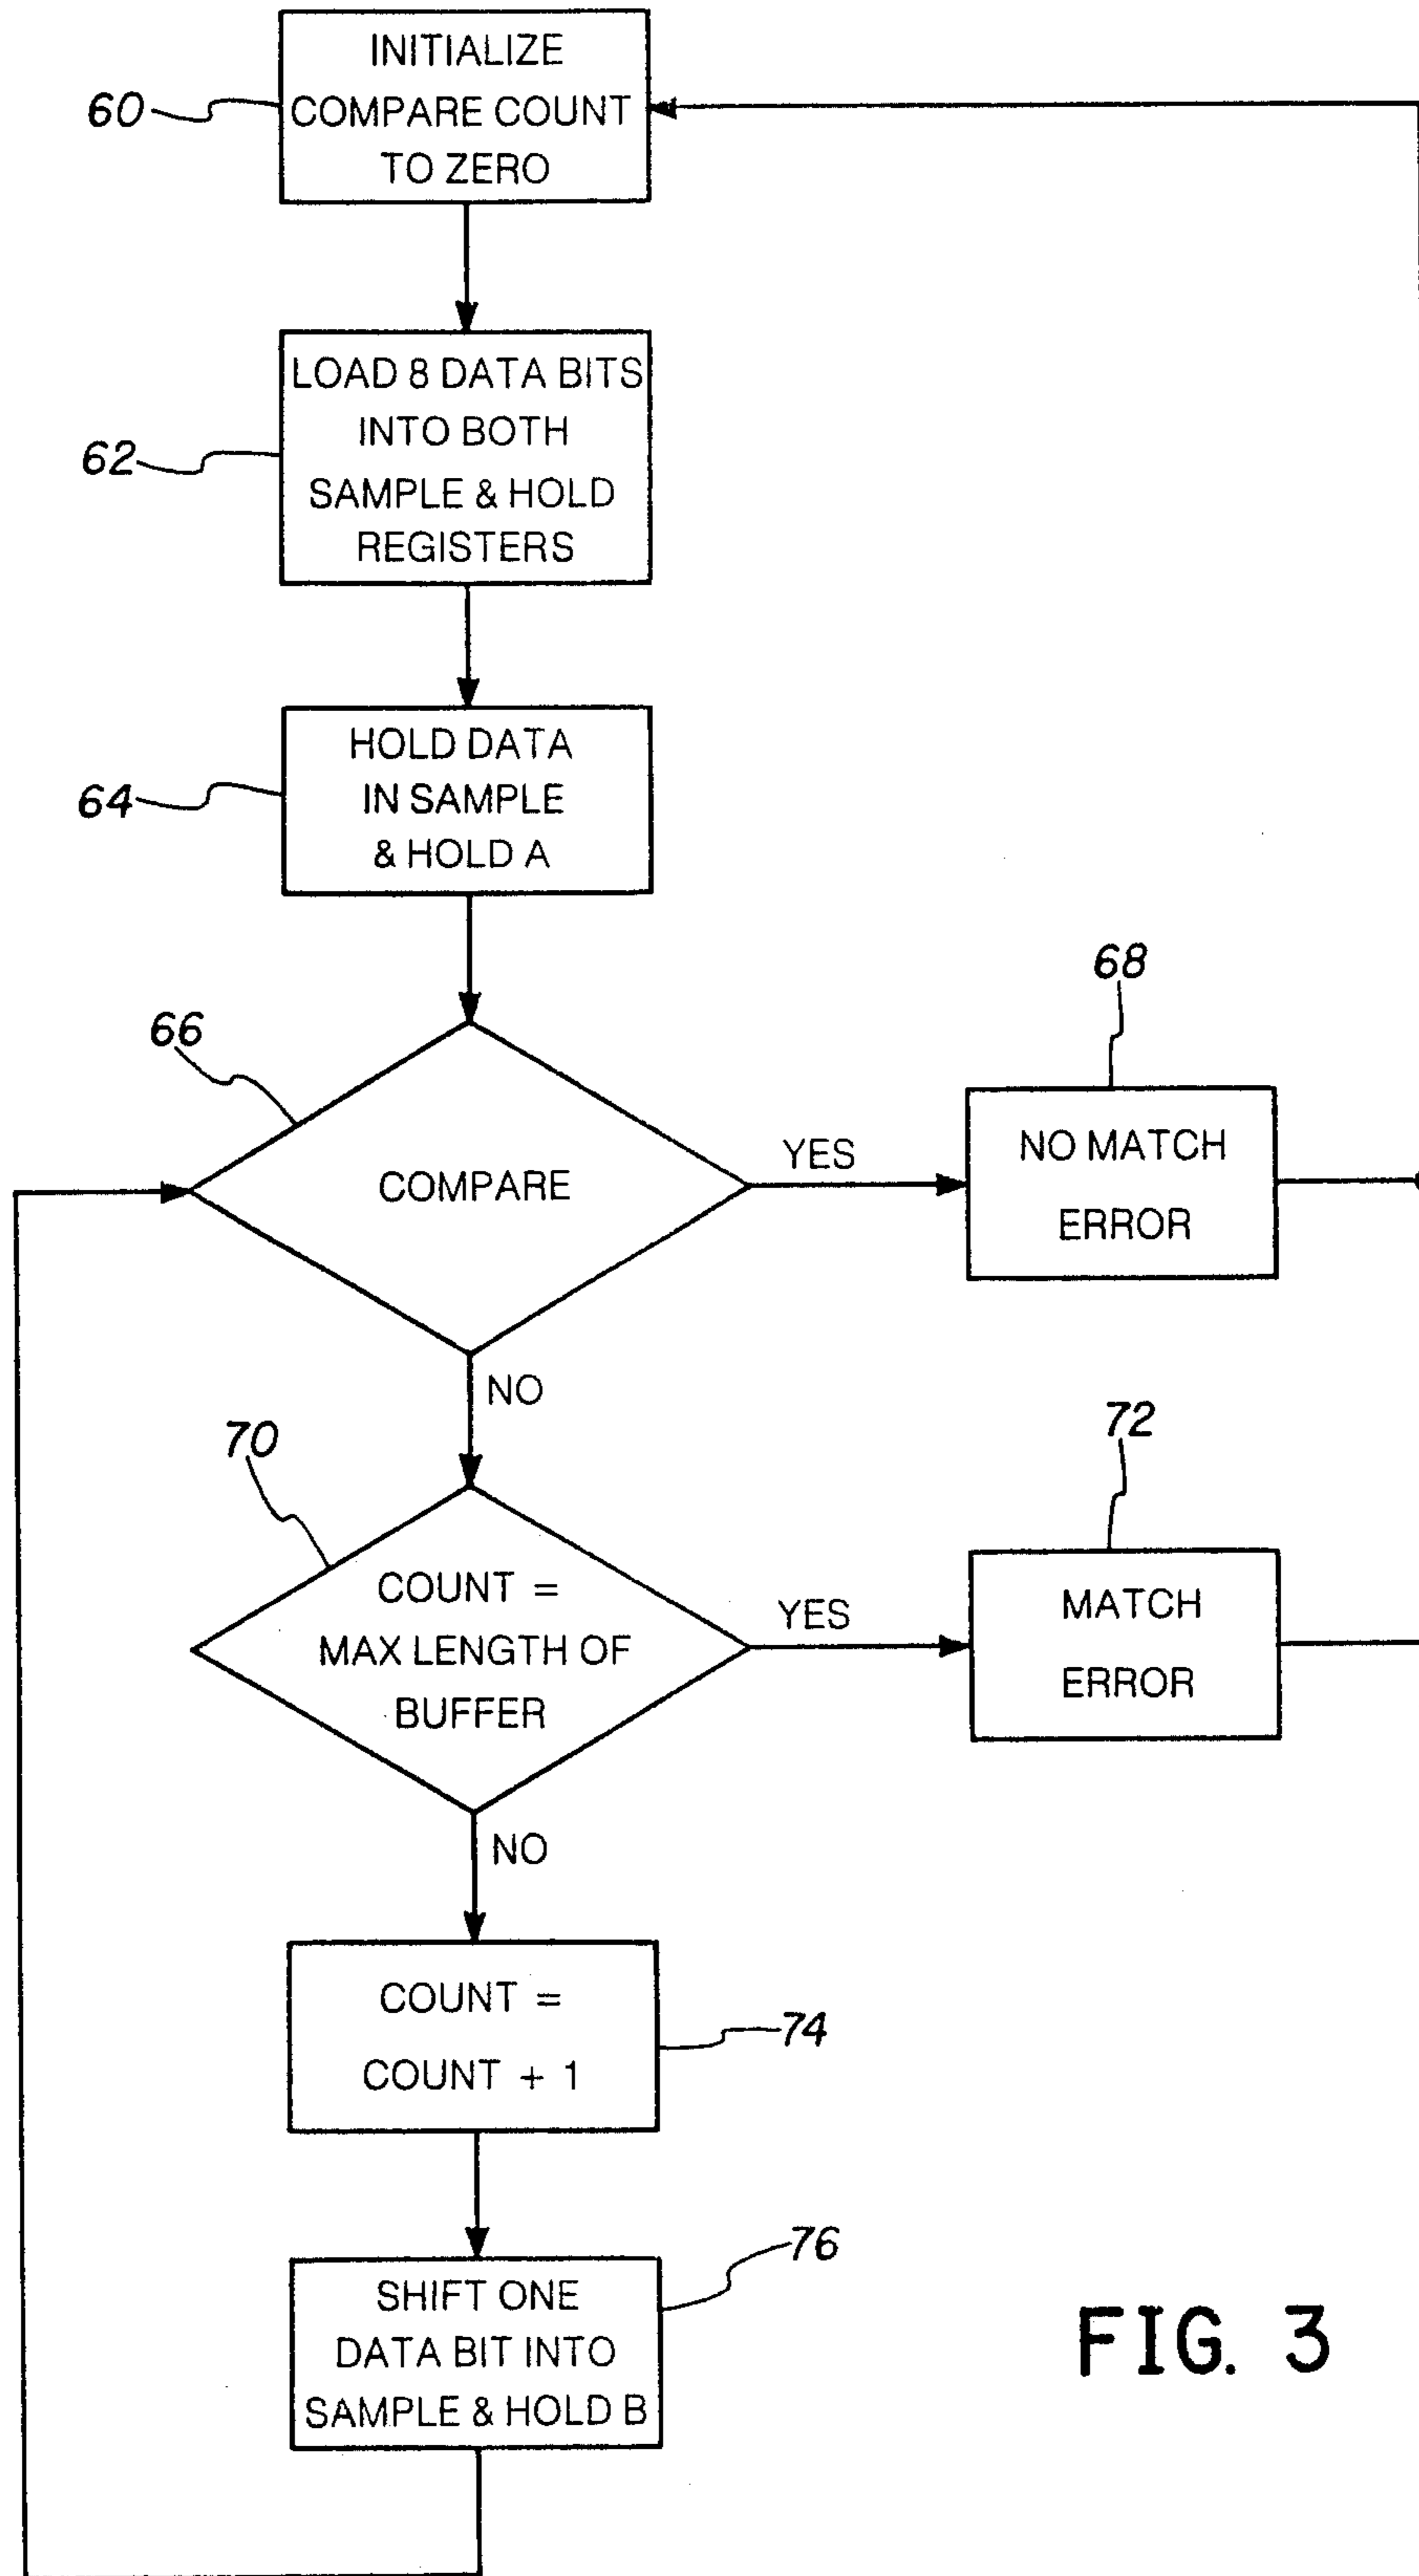 INITIALIZE
COMPARE COUNT
TO ZERO
60
LOAD 8 DATA BITS
INTO BOTH
SAMPLE & HOLD
REGISTERS
62
HOLD DATA
IN SAMPLE
& HOLD A
64
66
COMPARE
YES
68
NO MATCH
ERROR
NO
70
COUNT =
MAX LENGTH OF
BUFFER
YES
72
MATCH
ERROR
NO
COUNT =
COUNT + 1
74
SHIFT ONE
DATA BIT INTO
SAMPLE & HOLD B
76
FIG. 3